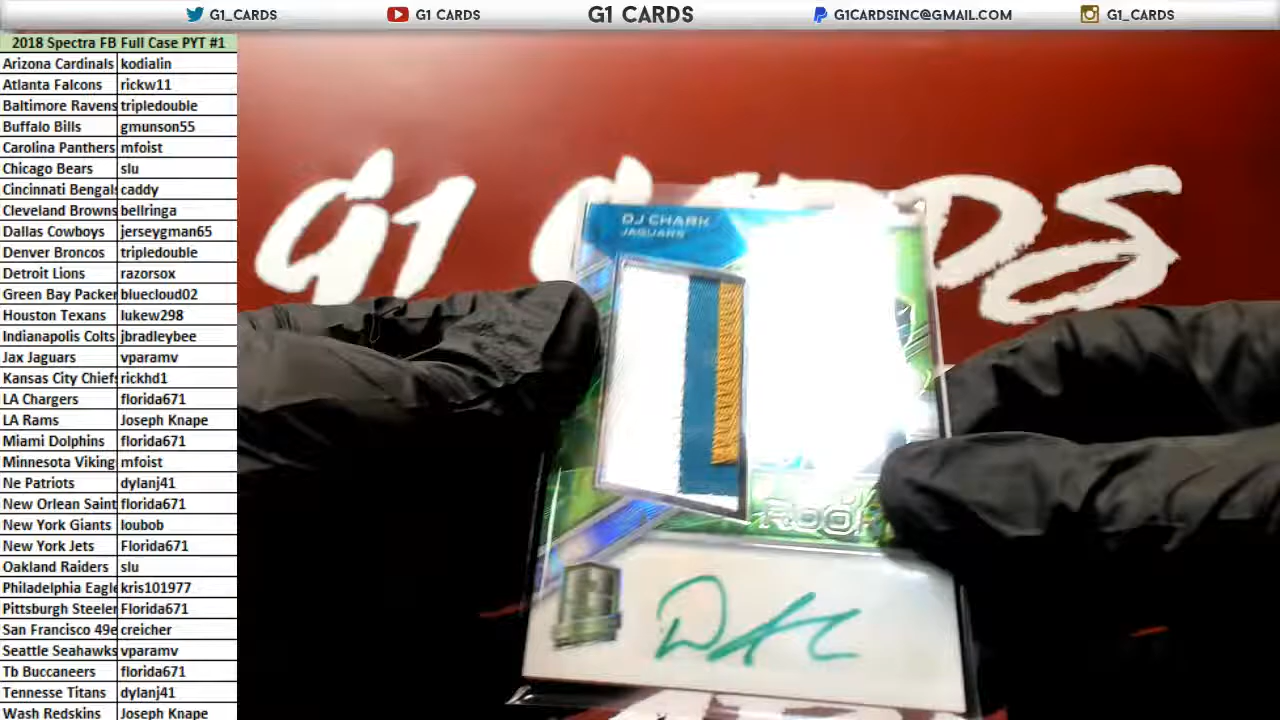 G1_CARDS
G1 CARDS
G1 CARDS
G1CARDSINC@GMAIL.COM
G1_CARDS
2018 Spectra FB Full Case PYT #1
Arizona Cardinals kodialin
Atlanta Falcons rickw11
Baltimore Ravens tripledouble
Buffalo Bills gmunson55
Carolina Panthers mfoist
Chicago Bears slu
Cincinnati Bengals caddy
Cleveland Browns bellringa
Dallas Cowboys jerseygman65
Denver Broncos tripledouble
Detroit Lions razorsox
Green Bay Packer bluecloud02
Houston Texans lukew298
Indianapolis Colts jbradleybee
Jax Jaguars vparamv
Kansas City Chiefs rickhd1
LA Chargers florida671
LA Rams Joseph Knape
Miami Dolphins florida671
Minnesota Viking mfoist
Ne Patriots dylanj41
New Orlean Saint florida671
New York Giants loubob
New York Jets Florida671
Oakland Raiders slu
Philadelphia Eagle kris101977
Pittsburgh Steeler Florida671
San Francisco 49e creicher
Seattle Seahawks vparamv
Tb Buccaneers florida671
Tennesse Titans dylanj41
Wash Redskins Joseph Knape
G1 CARDS
DJ CHARK
JAGUARS